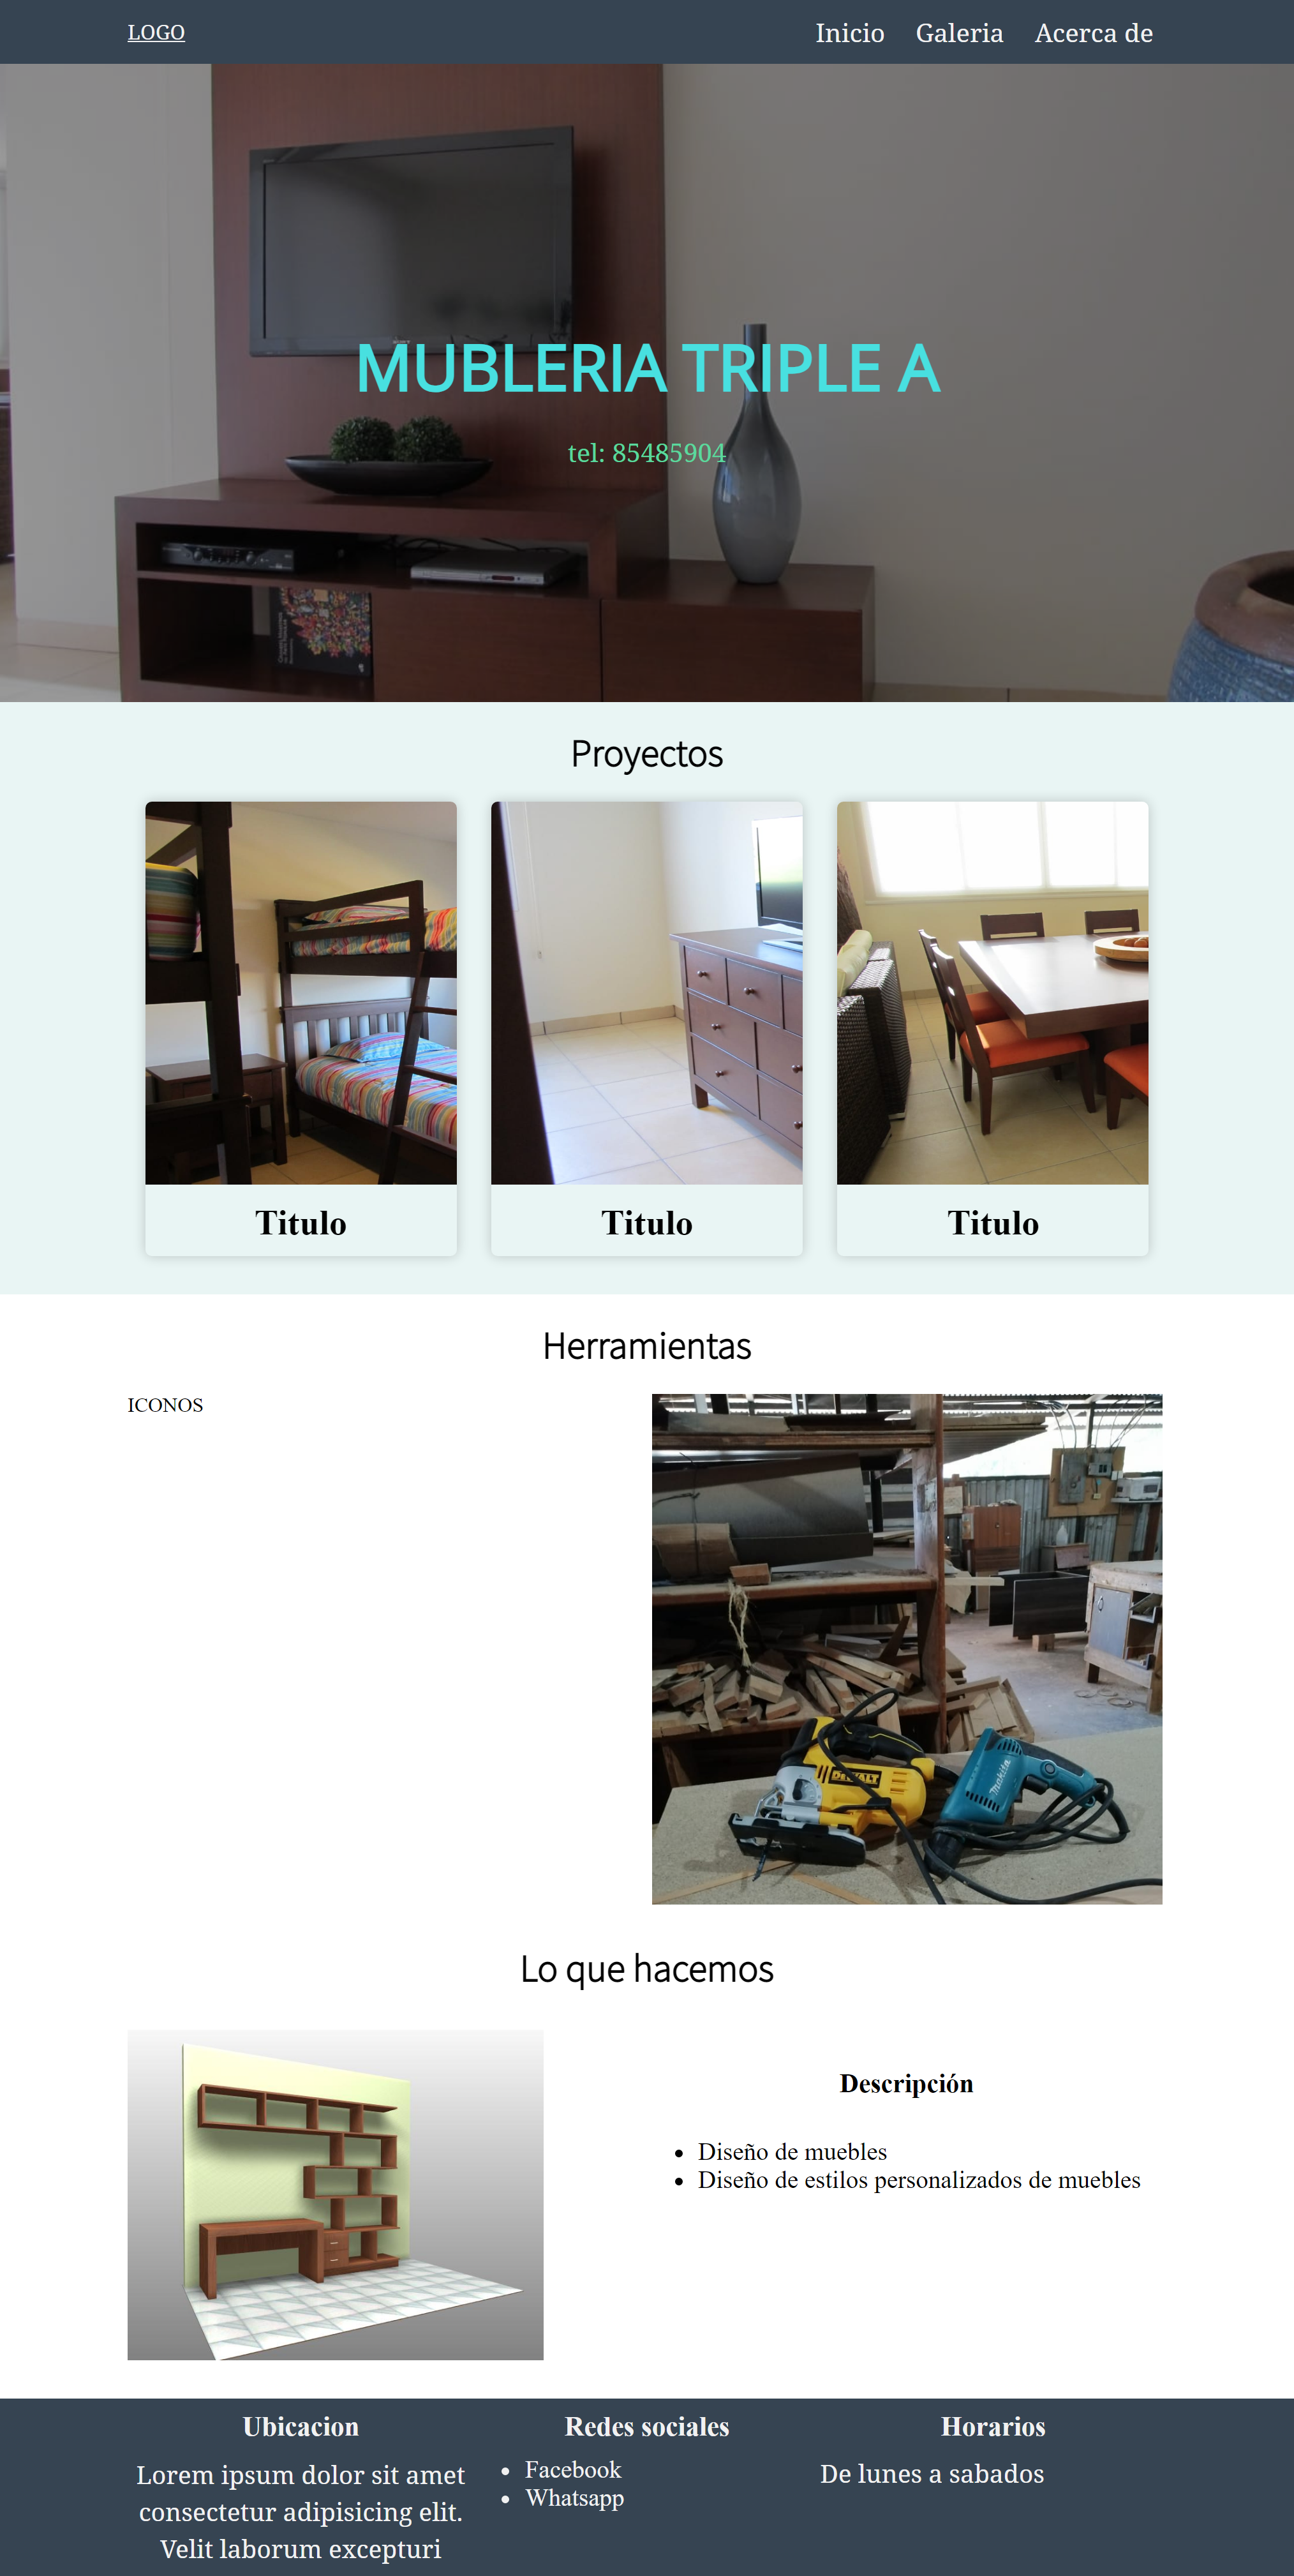 LOGO
Inicio Galeria Acerca de
MUBLERIA TRIPLE A
tel: 85485904
Proyectos
Titulo
Titulo
Titulo
Herramientas
ICONOS
DEWALT
makita
Lo que hacemos
Descripción
Diseño de muebles
Diseño de estilos personalizados de muebles
Ubicacion
Lorem ipsum dolor sit amet
consectetur adipisicing elit.
Velit laborum excepturi
Redes sociales
Facebook
Whatsapp
Horarios
De lunes a sabados